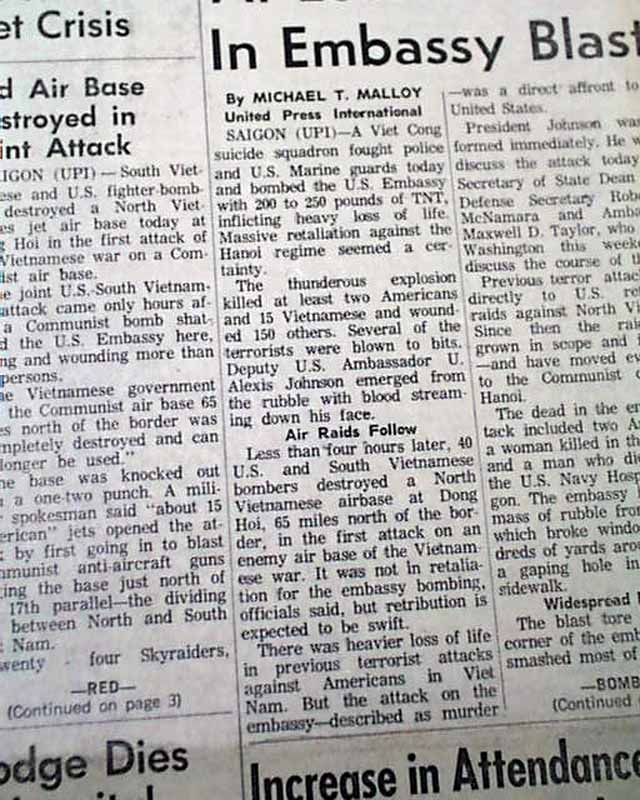 et Crisis
d Air Base
stroyed in
int Attack
IGON (UPI) — South Viet-
ese and U.S. fighter-bomb-
destroyed a North Viet-
es jet air base today at
g Hoi in the first attack of
Vietnamese war on a Com-
ist air base.
e joint U.S.-South Vietnam-
attack came only hours af-
a Communist bomb shat-
d the U.S. Embassy here,
ng and wounding more than
persons.
e Vietnamese government
the Communist air base 65
es north of the border was
mpletely destroyed and can
longer be used."
e base was knocked out
a one-two punch. A mili-
spokesman said "about 15
erican" jets opened the at-
by first going in to blast
mmunist anti-aircraft guns
ing the base just north of
17th parallel—the dividing
between North and South
Nam.
wenty - four Skyraiders,
—RED—
(Continued on page 3)
odge Dies
In Embassy Blast
By MICHAEL T. MALLOY
United Press International
SAIGON (UPI)—A Viet Cong
suicide squadron fought police
and U.S. Marine guards today
and bombed the U.S. Embassy
with 200 to 250 pounds of TNT,
inflicting heavy loss of life.
Massive retaliation against the
Hanoi regime seemed a cer-
tainty.
The thunderous explosion
killed at least two Americans
and 15 Vietnamese and wound-
ed 150 others. Several of the
terrorists were blown to bits.
Deputy U.S. Ambassador U.
Alexis Johnson emerged from
the rubble with blood stream-
ing down his face.
Air Raids Follow
Less than four hours later, 40
U.S. and South Vietnamese
bombers destroyed a North
Vietnamese airbase at Dong
Hoi, 65 miles north of the bor-
der, in the first attack on an
enemy air base of the Vietnam-
ese war. It was not in retalia-
tion for the embassy bombing,
officials said, but retribution is
expected to be swift.
There was heavier loss of life
in previous terrorist attacks
against Americans in Viet
Nam. But the attack on the
embassy—described as murder
—was a direct affront to
United States.
President Johnson was
formed immediately. He w
discuss the attack today
Secretary of State Dean
Defense Secretary Robe
McNamara and Amba
Maxwell D. Taylor, who
Washington this week
discuss the course of th
Previous terror attac
directly to U.S. ret
raids against North Vi
Since then the raid
grown in scope and i
—and have moved ev
to the Communist c
Hanoi.
The dead in the em
tack included two A
a woman killed in th
and a man who die
the U.S. Navy Hosp
gon. The embassy
mass of rubble fro
which broke windo
dreds of yards arou
a gaping hole in
sidewalk.
Widespread
The blast tore
corner of the emb
smashed most of
—BOMB
(Continued
Increase in Attendance